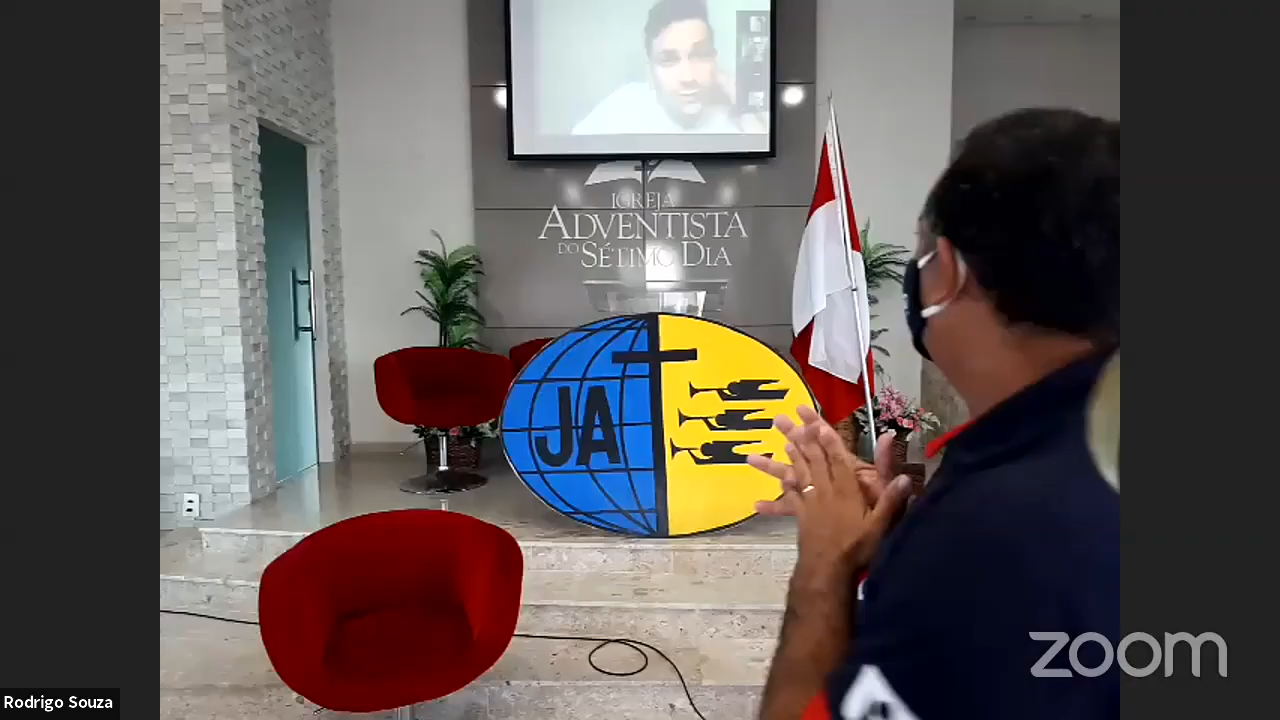 IGREJA
ADVENTISTA
DO SÉTIMO DIA
JA
zoom
Rodrigo Souza